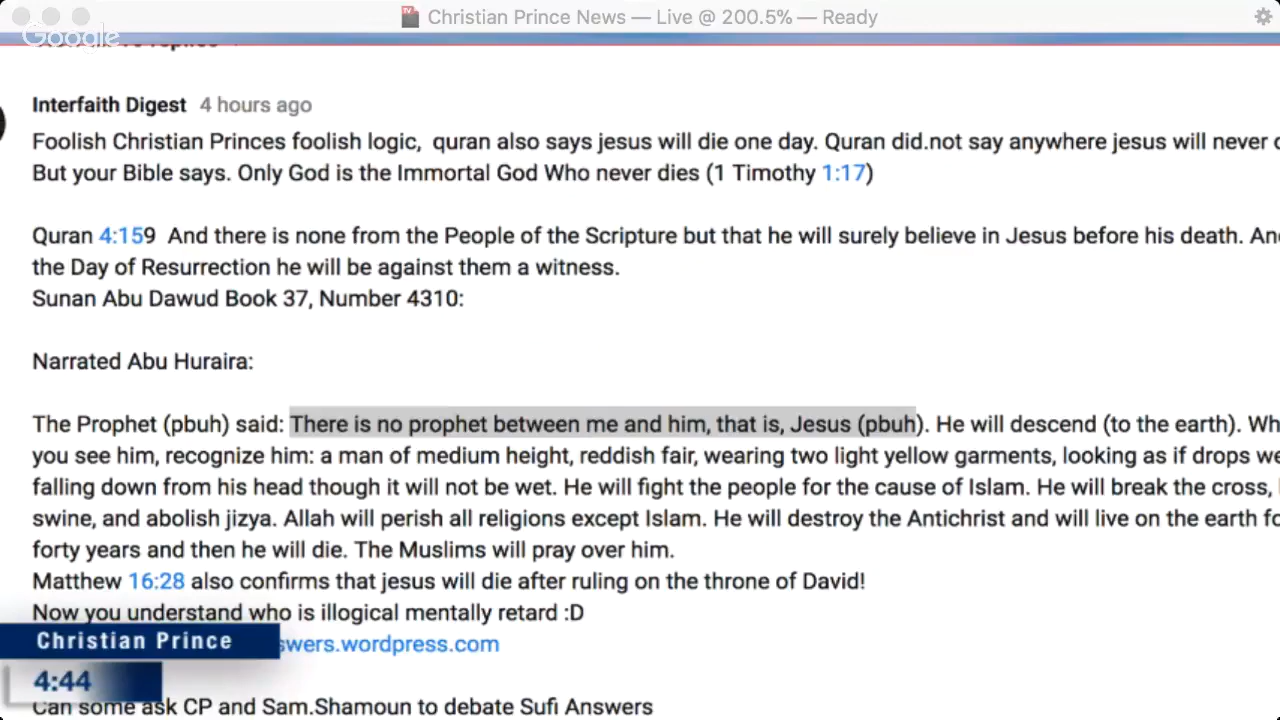 Christian Prince News — Live @ 200.5% — Ready
Google
Interfaith Digest 4 hours ago
Foolish Christian Princes foolish logic, quran also says jesus will die one day. Quran did.not say anywhere jesus will never
But your Bible says. Only God is the Immortal God Who never dies (1 Timothy 1:17)
Quran 4:159 And there is none from the People of the Scripture but that he will surely believe in Jesus before his death. And
the Day of Resurrection he will be against them a witness.
Sunan Abu Dawud Book 37, Number 4310:
Narrated Abu Huraira:
The Prophet (pbuh) said: There is no prophet between me and him, that is, Jesus (pbuh). He will descend (to the earth). Wh
you see him, recognize him: a man of medium height, reddish fair, wearing two light yellow garments, looking as if drops we
falling down from his head though it will not be wet. He will fight the people for the cause of Islam. He will break the cross,
swine, and abolish jizya. Allah will perish all religions except Islam. He will destroy the Antichrist and will live on the earth fo
forty years and then he will die. The Muslims will pray over him.
Matthew 16:28 also confirms that jesus will die after ruling on the throne of David!
Now you understand who is illogical mentally retard :D
Christian Prince
swers.wordpress.com
4:44
Can some ask CP and Sam.Shamoun to debate Sufi Answers